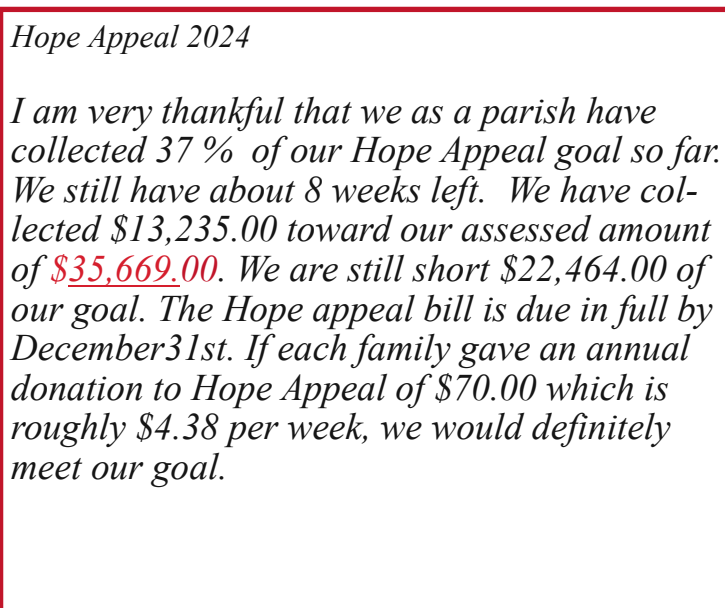 Hope Appeal 2024
I am very thankful that we as a parish have
collected 37 %  of our Hope Appeal goal so far.
We still have about 8 weeks left.  We have col-
lected $13,235.00 toward our assessed amount
of $35,669.00. We are still short $22,464.00 of
our goal. The Hope appeal bill is due in full by
December31st. If each family gave an annual
donation to Hope Appeal of $70.00 which is
roughly $4.38 per week, we would definitely
meet our goal.